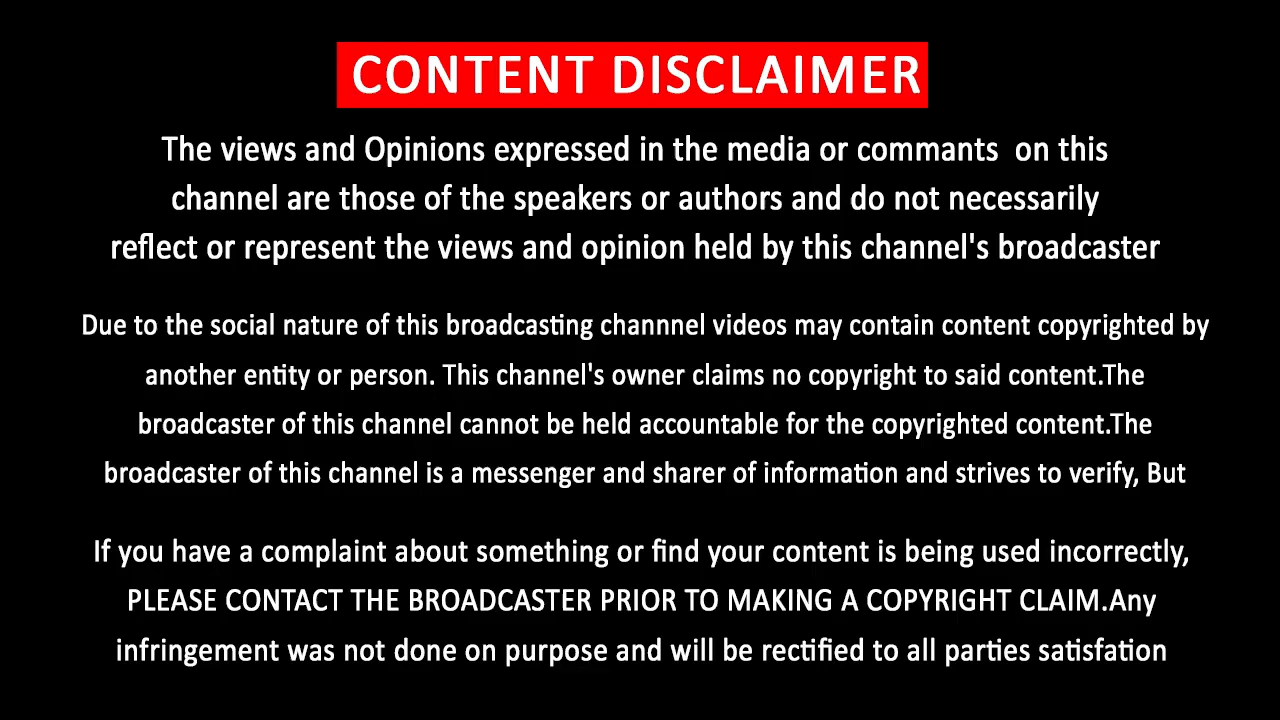 CONTENT DISCLAIMER
The views and Opinions expressed in the media or commants on this
channel are those of the speakers or authors and do not necessarily
reflect or represent the views and opinion held by this channel's broadcaster
Due to the social nature of this broadcasting channnel videos may contain content copyrighted by
another entity or person. This channel's owner claims no copyright to said content.The
broadcaster of this channel cannot be held accountable for the copyrighted content.The
broadcaster of this channel is a messenger and sharer of information and strives to verify, But
If you have a complaint about something or find your content is being used incorrectly,
PLEASE CONTACT THE BROADCASTER PRIOR TO MAKING A COPYRIGHT CLAIM.Any
infringement was not done on purpose and will be rectified to all parties satisfation